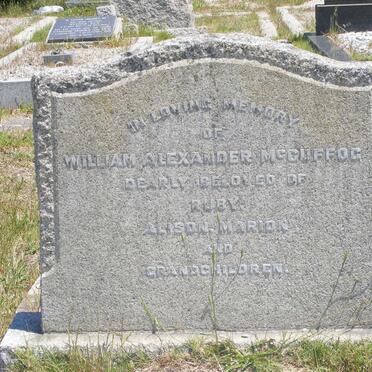 IN LOVING MEMORY
OF
WILLIAM ALEXANDER McGUFFOG
DEARLY BELOVED OF
RUBY.
ALISON. MARION
AND
GRANDCHILDREN.